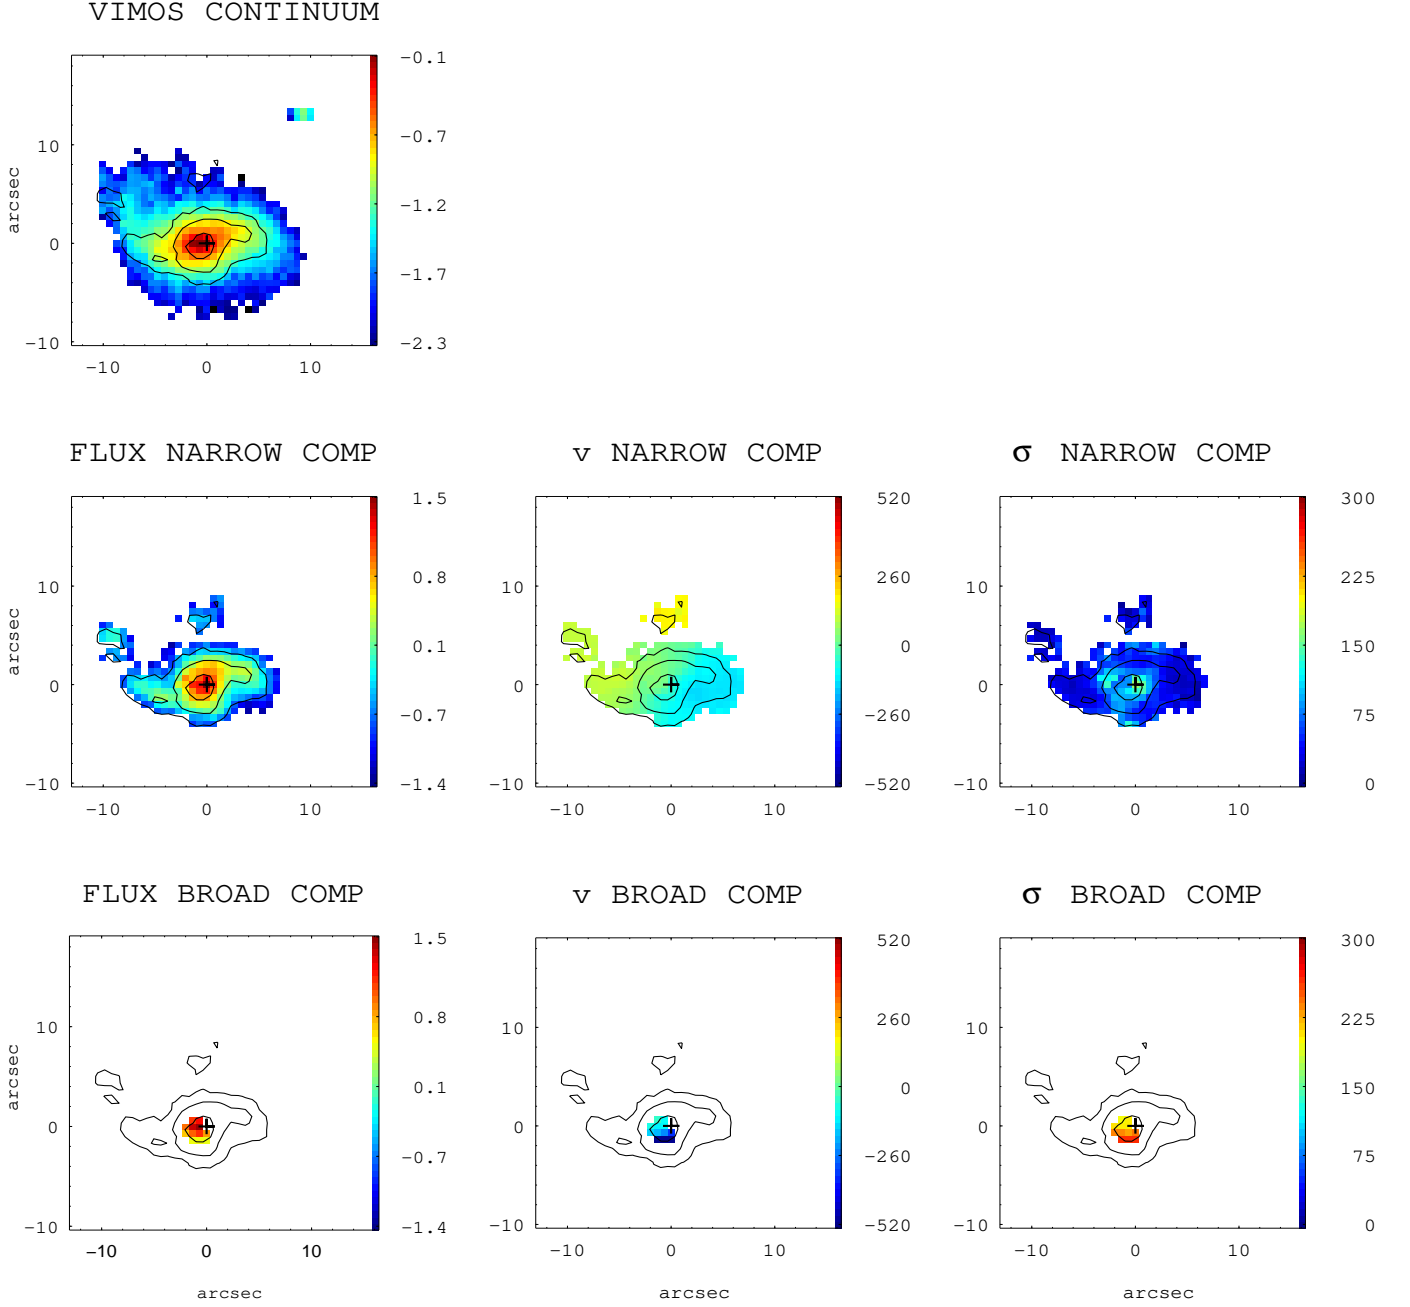 VIMOS CONTINUUM
−0.1
−0.7
−1.2
−1.7
−2.3
10
0
−10
arcsec
−10 0 10
FLUX NARROW COMP
1.5
0.8
0.1
−0.7
−1.4
10
0
−10
arcsec
−10 0 10
v NARROW COMP
520
260
0
−260
−520
10
0
−10
−10 0 10
σ NARROW COMP
300
225
150
75
0
10
0
−10
−10 0 10
FLUX BROAD COMP
1.5
0.8
0.1
−0.7
−1.4
10
0
−10
arcsec
−10 0 10
arcsec
v BROAD COMP
520
260
0
−260
−520
10
0
−10
−10 0 10
arcsec
σ BROAD COMP
300
225
150
75
0
10
0
−10
−10 0 10
arcsec